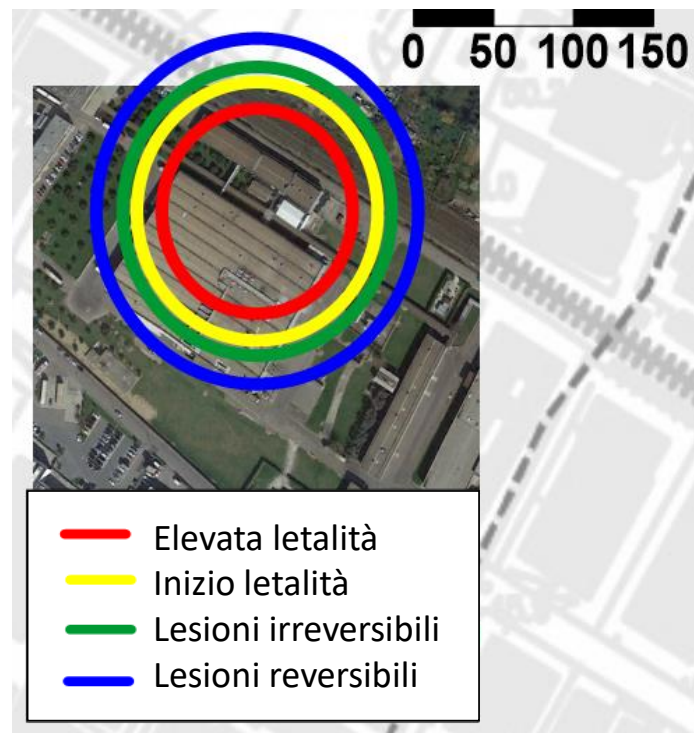 0 50 100 150
Elevata letalità
Inizio letalità
Lesioni irreversibili
Lesioni reversibili